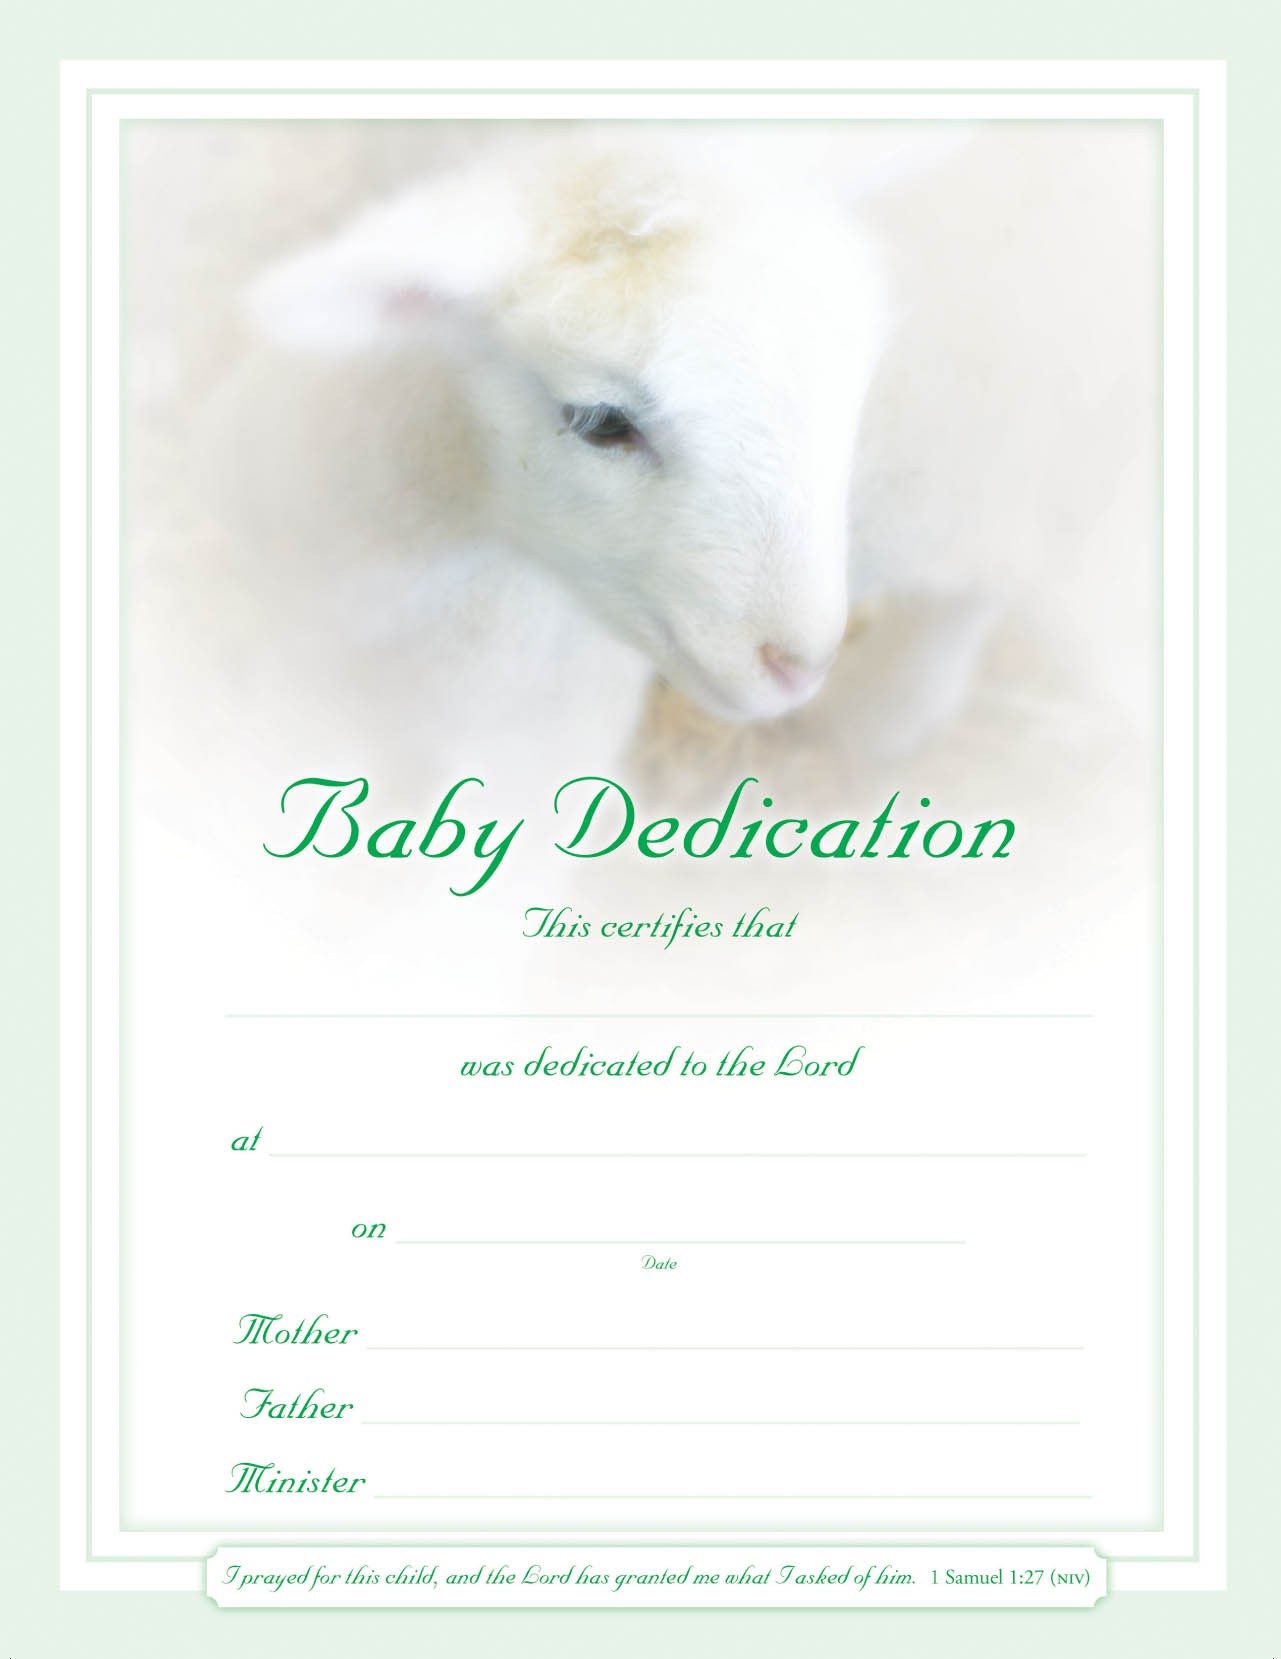 Baby Dedication
This certifies that
was dedicated to the Lord
at
on
Date
Mother
Father
Minister
I prayed for this child, and the Lord has granted me what I asked of him. 1 Samuel 1:27 (NIV)